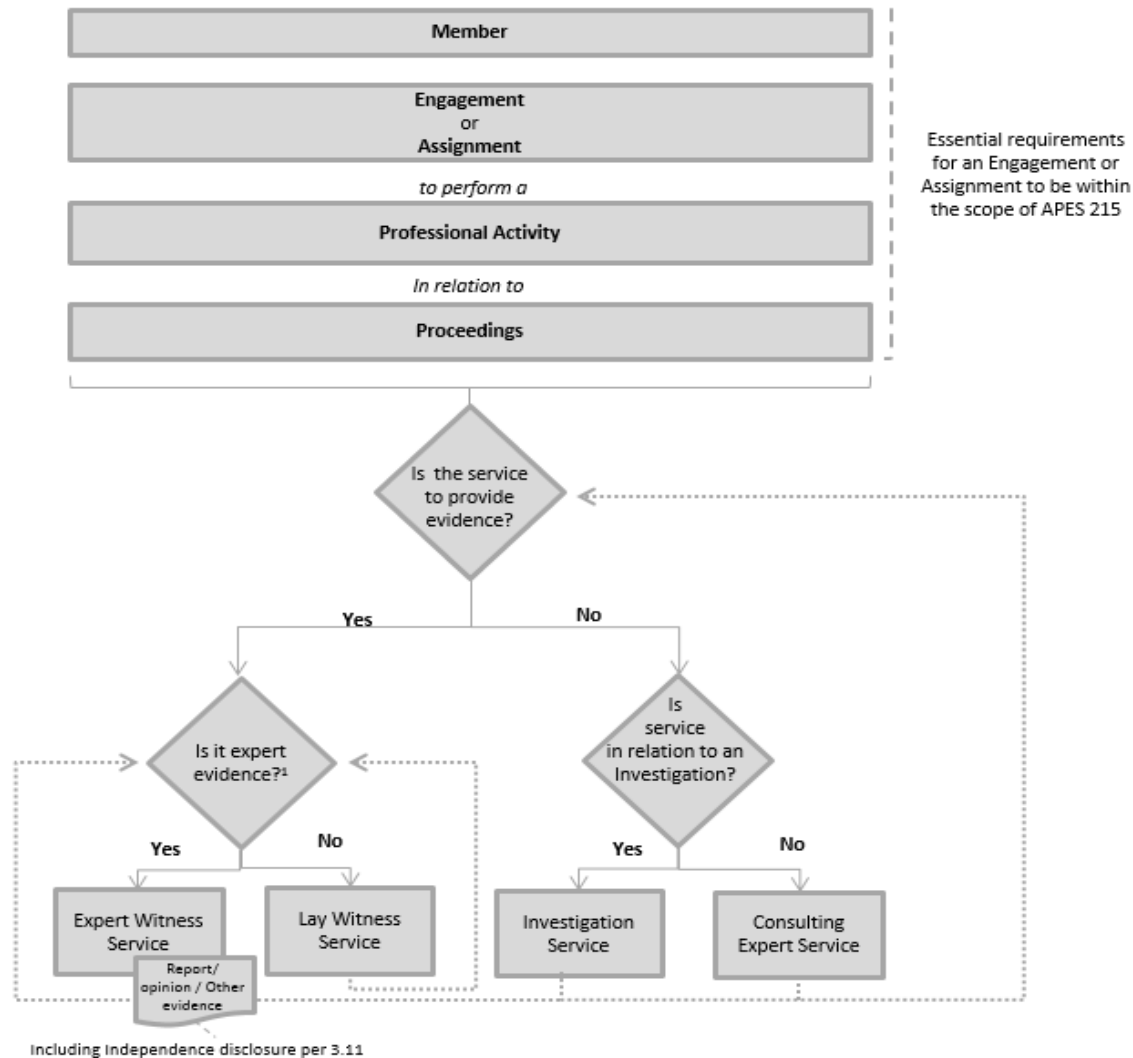 Member
Engagement
or
Assignment
to perform a
Professional Activity
In relation to
Proceedings
Essential requirements
for an Engagement or
Assignment to be within
the scope of APES 215
Is the service
to provide
evidence?
Yes
No
Is it expert
evidence?¹
Is
service
in relation to an
Investigation?
Yes
No
Yes
No
Expert Witness
Service
Lay Witness
Service
Investigation
Service
Consulting
Expert Service
Report/
opinion / Other
evidence
Including Independence disclosure per 3.11